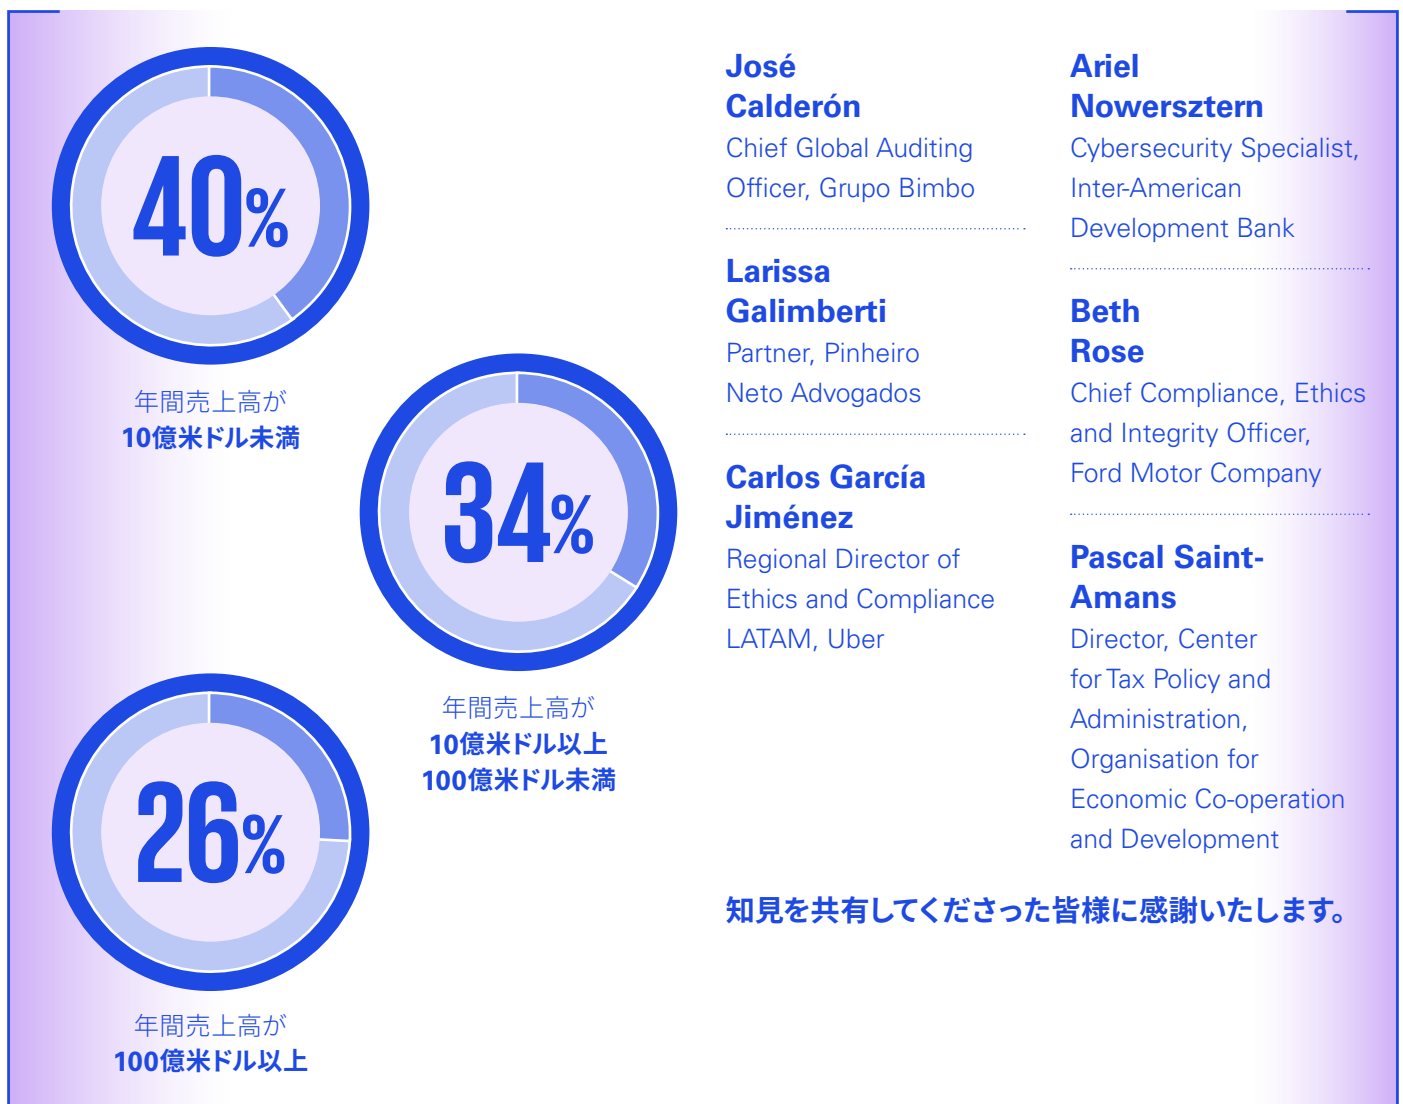 40%
年間売上高が
10億米ドル未満
34%
年間売上高が
10億米ドル以上
100億米ドル未満
26%
年間売上高が
100億米ドル以上
José
Calderón
Chief Global Auditing
Officer, Grupo Bimbo
Larissa
Galimberti
Partner, Pinheiro
Neto Advogados
Carlos García
Jiménez
Regional Director of
Ethics and Compliance
LATAM, Uber
Ariel
Nowersztern
Cybersecurity Specialist,
Inter-American
Development Bank
Beth
Rose
Chief Compliance, Ethics
and Integrity Officer,
Ford Motor Company
Pascal Saint-
Amans
Director, Center
for Tax Policy and
Administration,
Organisation for
Economic Co-operation
and Development
知見を共有してくださった皆様に感謝いたします。